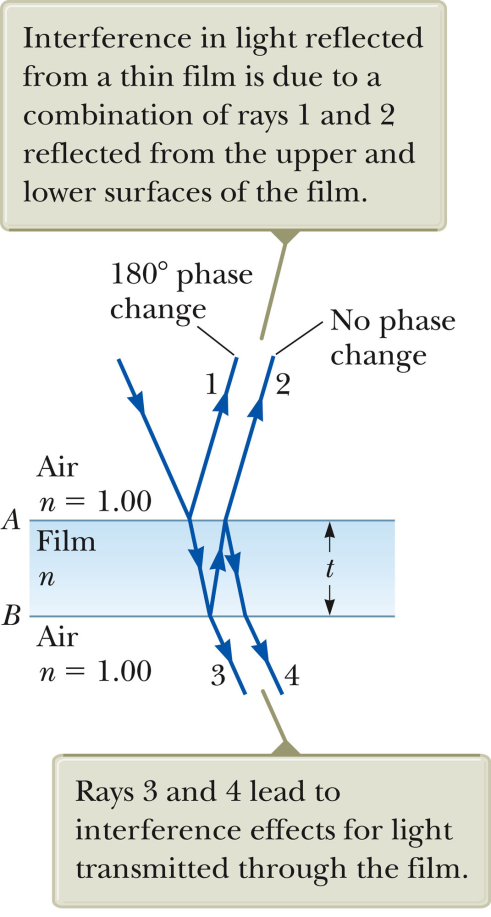 Interference in light reflected
from a thin film is due to a
combination of rays 1 and 2
reflected from the upper and
lower surfaces of the film.
180° phase
change
No phase
change
1
2
Air
n = 1.00
A
Film
n
t
B
Air
n = 1.00
3
4
Rays 3 and 4 lead to
interference effects for light
transmitted through the film.